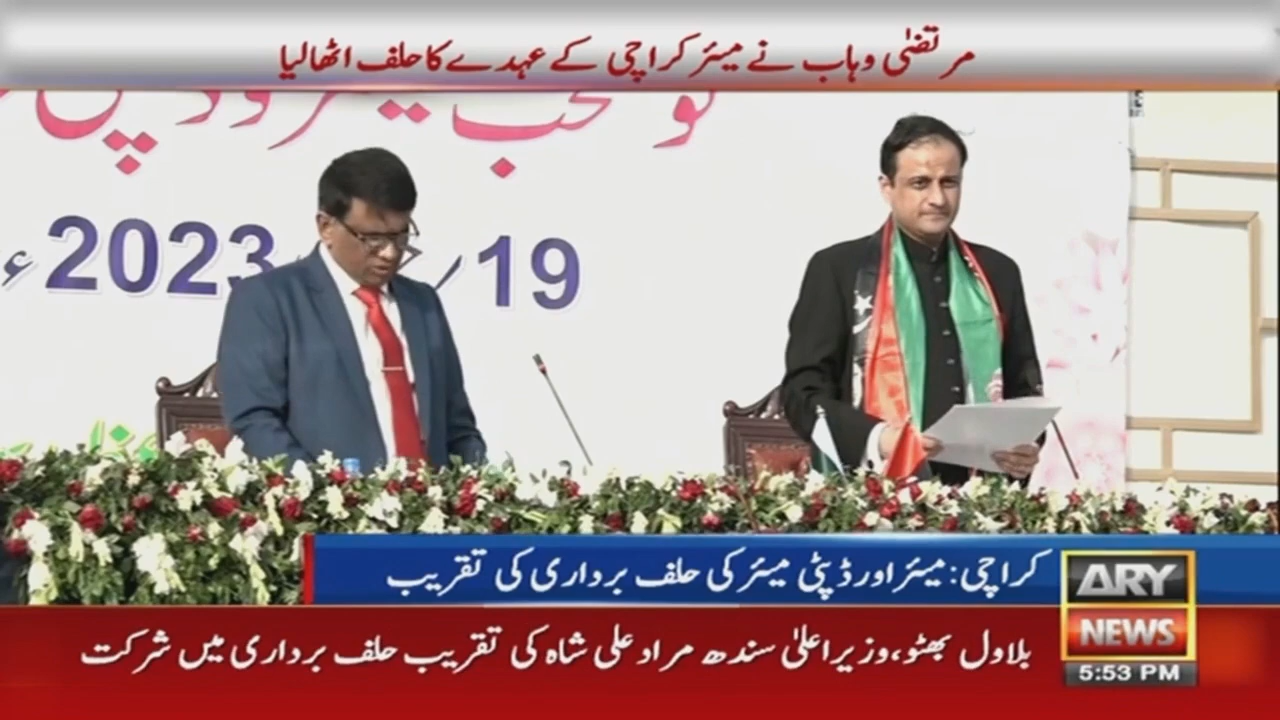 مرتضیٰ وہاب نے میئر کراچی کے عہدے کا حلف اٹھالیا
19
2023ء
کراچی: میئر اور ڈپٹی میئر کی حلف برداری کی تقریب
ARY
NEWS
بلاول بھٹو، وزیراعلیٰ سندھ مراد علی شاہ کی تقریب حلف برداری میں شرکت
5:53 PM